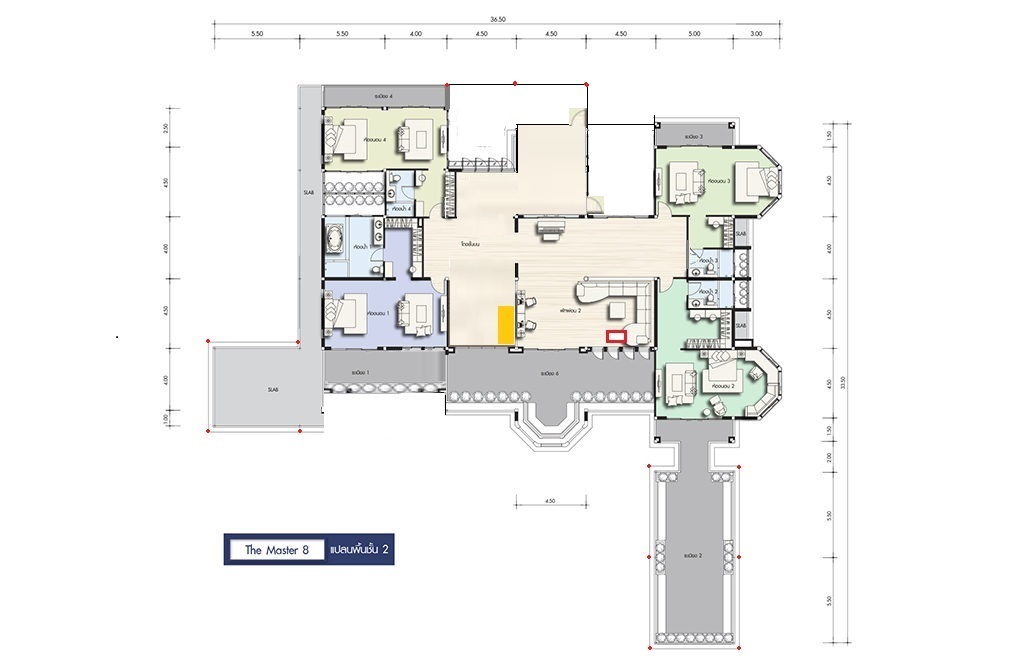 36.50
5.50 5.50 4.00 4.50 4.50 4.50 5.00 3.00
ระเบียง 4
ระเบียง 3
2.50
1.50
ห้องนอน 4
ห้องนอน 3
4.50
4.50
SLAB
ห้องน้ำ 4
4.00
ห้องน้ำ 1
โถงชั้นบน
SLAB
4.00
ห้องน้ำ 3
ห้องน้ำ 2
4.50
ห้องนอน 1
พักผ่อน 2
SLAB
4.50
4.00
SLAB
ระเบียง 1
ระเบียง 6
ห้องนอน 2
4.50
33.50
1.00
1.50
2.00
4.50
5.50
The Master 8 แปลนพื้นชั้น 2
ระเบียง 2
5.50